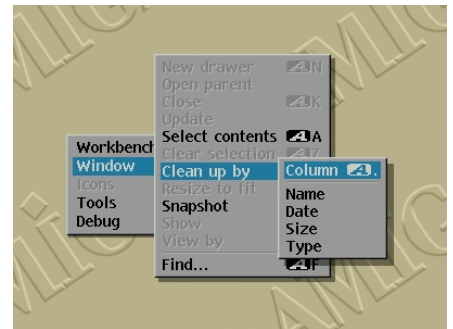 New drawer A N
Open parent
Close A K
Update
Select contents A A
Clear selection A Z
Clean up by
Resize to fit
Snapshot
Show
View by
Find... A F
Workbench
Window
Icons
Tools
Debug
Column A .
Name
Date
Size
Type